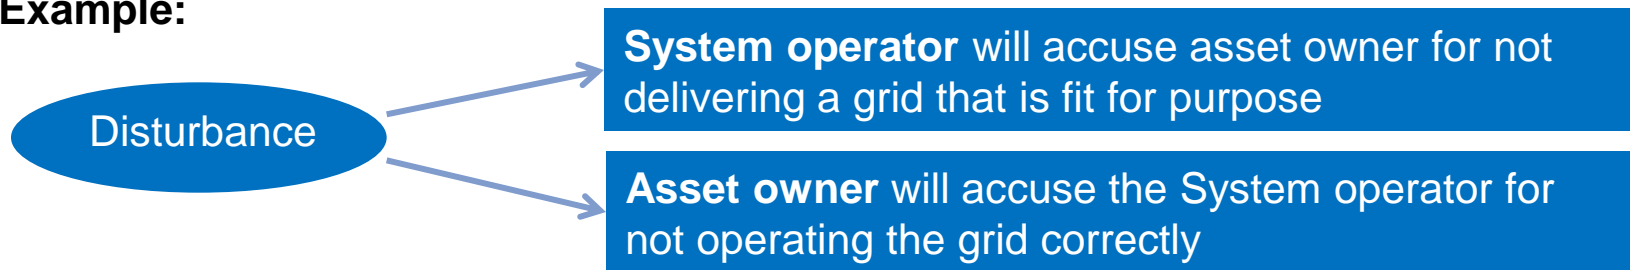 Example:
System operator will accuse asset owner for not
delivering a grid that is fit for purpose
Disturbance
Asset owner will accuse the System operator for
not operating the grid correctly